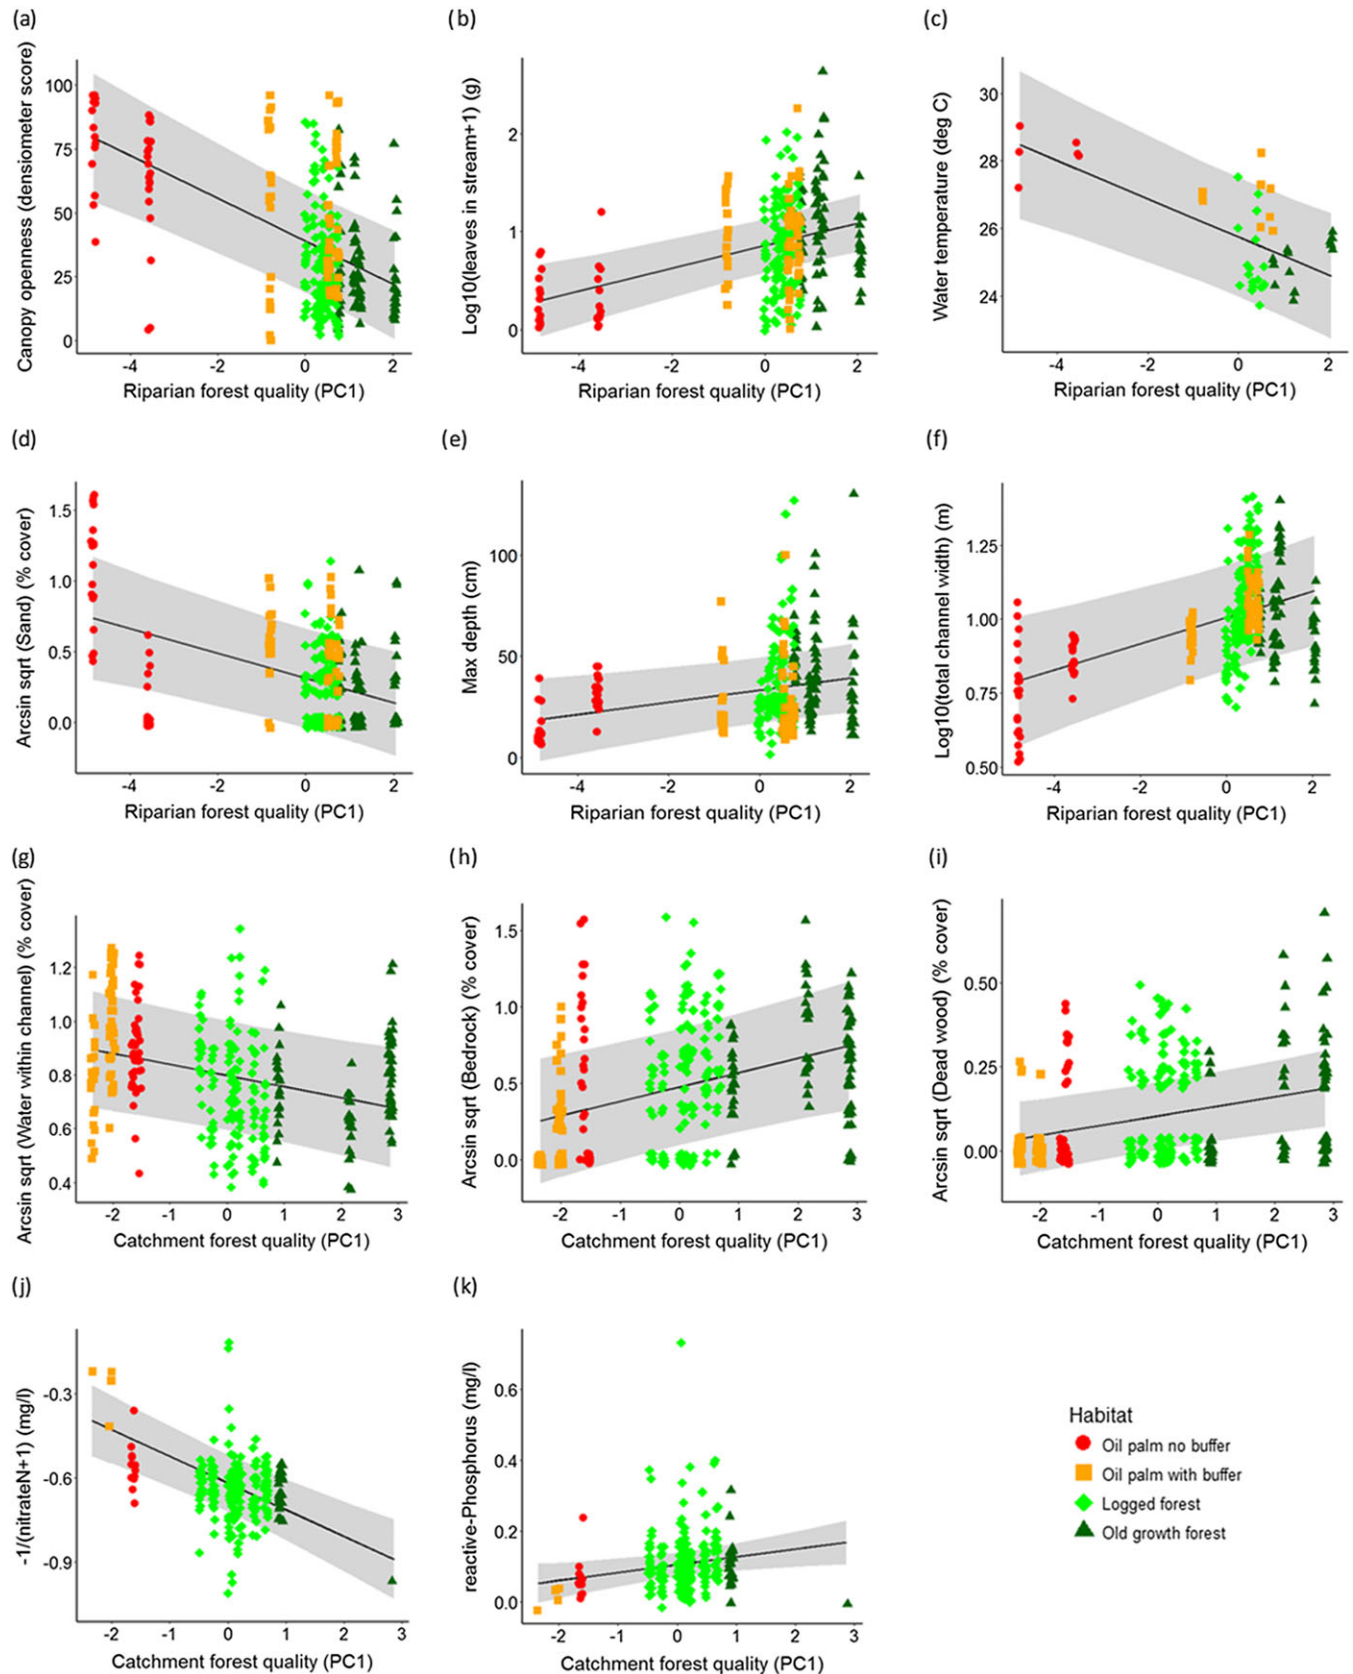 (a)
Canopy openness (densiometer score)
100
75
50
25
0
-4
-2
0
2
Riparian forest quality (PC1)
(b)
Log10(leaves in stream+1) (g)
2
1
0
-4
-2
0
2
Riparian forest quality (PC1)
(c)
Water temperature (deg C)
30
28
26
24
-4
-2
0
2
Riparian forest quality (PC1)
(d)
Arcsin sqrt (Sand) (% cover)
1.5
1.0
0.5
0.0
-4
-2
0
2
Riparian forest quality (PC1)
(e)
Max depth (cm)
100
50
0
-4
-2
0
2
Riparian forest quality (PC1)
(f)
Log10(total channel width) (m)
1.25
1.00
0.75
0.50
-4
-2
0
2
Riparian forest quality (PC1)
(g)
Arcsin sqrt (Water within channel) (% cover)
1.2
1.0
0.8
0.6
0.4
-2
-1
0
1
2
3
Catchment forest quality (PC1)
(h)
Arcsin sqrt (Bedrock) (% cover)
1.5
1.0
0.5
0.0
-2
-1
0
1
2
3
Catchment forest quality (PC1)
(i)
Arcsin sqrt (Dead wood) (% cover)
0.50
0.25
0.00
-2
-1
0
1
2
3
Catchment forest quality (PC1)
(j)
-1/(nitrateN+1) (mg/l)
-0.3
-0.6
-0.9
-2
-1
0
1
2
3
Catchment forest quality (PC1)
(k)
reactive-Phosphorus (mg/l)
0.6
0.4
0.2
0.0
-2
-1
0
1
2
3
Catchment forest quality (PC1)
Habitat
Oil palm no buffer
Oil palm with buffer
Logged forest
Old growth forest